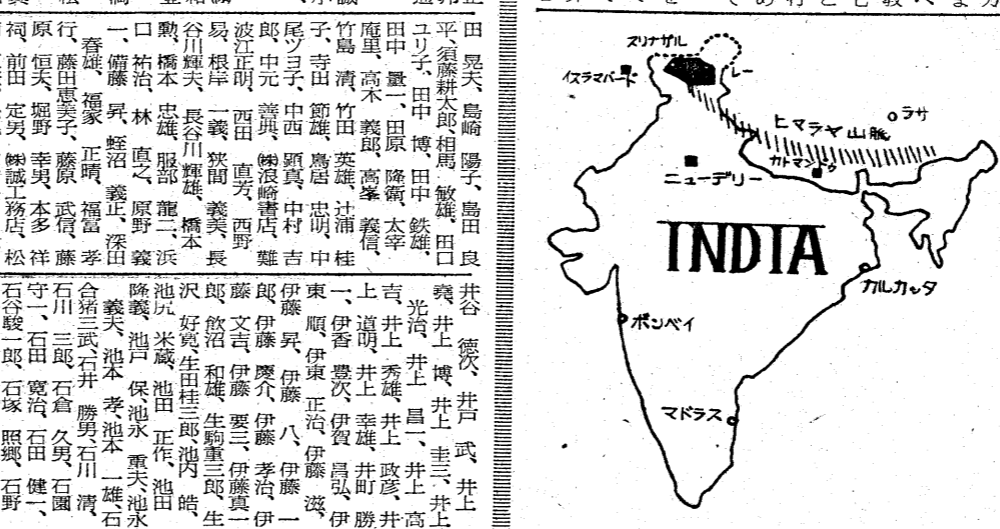 スリナガル
レー
イスラマバード
ヒマラヤ山脈
ラサ
カトマンドゥ
ニューデリー
INDIA
カルカッタ
ボンベイ
マドラス
田　晃夫、島崎　陽子、島田　良
平、須藤耕太郎、相馬　敏雄、田口
ユリ子、田中　博、田中　鉄雄、
田中　量一、田原　隆衛、太幸
庵里、高木　義郎、高峯　義信、
竹島　清、竹田　英雄、辻浦　桂
子、寺田　節雄、鳥居　忠明、中
尾ツヨ子、中西　顕真、中村　吉
郎、中元　善典、㈱浪崎書店、難
波江正明、西田　直芳、西野
易、根岸　一義、狭間　義美、長
谷川輝夫、長谷川輝雄、橋本
勲、橋本　忠雄、服部　龍二、浜
口　祐治、林　直之、原野　義
一、備藤　昇、蛭沼　義正、深田
春雄、福家　正晴、福富　孝
行、藤田恵美子、藤原　武信、藤
原　恒夫、堀野　幸男、本多　祥
祠、前田　定男、㈱誠工務店、松
井谷　徳次、井戸　武、井上
堯、井上　博、井上　圭三、井上
光治、井上　昌一、井上　高
吉、井上　秀雄、井上　政彦、井
上　道明、井上　幸雄、井町　勝
一、伊香　豊次、伊賀　昌弘、伊
東　順、伊東　正治、伊藤　滋、
伊藤　昇、伊藤　八、伊藤　一
郎、伊藤　慶介、伊藤　孝治、伊
藤　文吉、伊藤　要三、伊藤真一
郎、飲沼　和雄、生駒重三郎、生
沢　好寛、生田桂三郎、池内　皓、
池尻　米蔵、池田　正作、池田
隆義、池戸　保、池永　重夫、池永
義夫、池本　孝、池本　一雄、石
合猪三武、石井　勝男、石川　清、
石川　三郎、石倉　久男、石園
守一、石田　寛治、石田　健一、
石谷駿一郎、石塚　照郷、石野